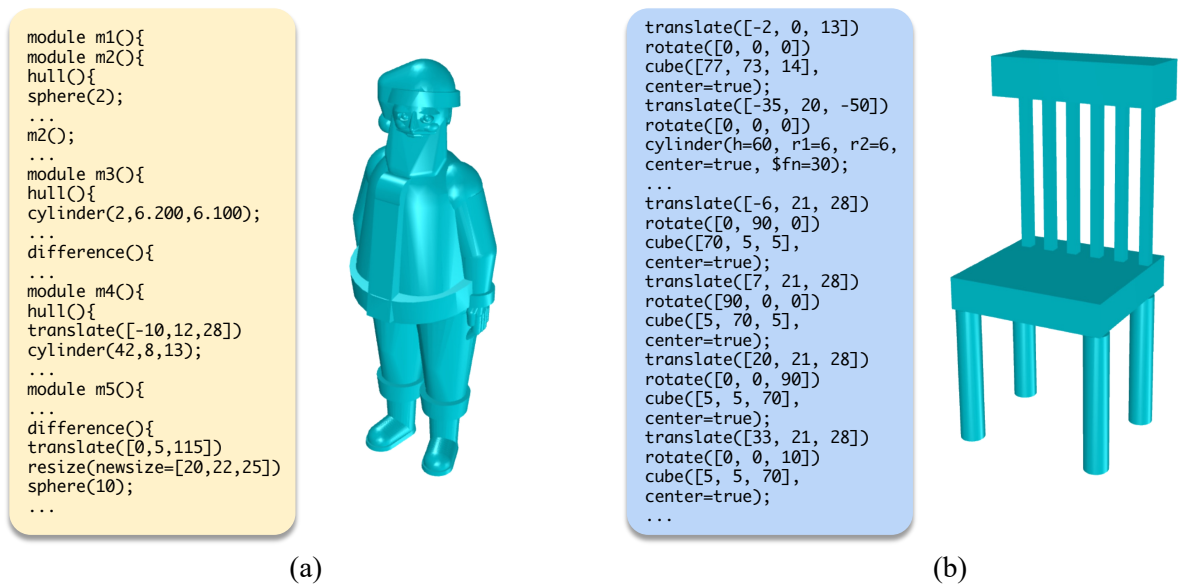 module m1(){
module m2(){
hull(){
sphere(2);
...
m2();
...
module m3(){
hull(){
cylinder(2,6.200,6.100);
...
difference(){
...
module m4(){
hull(){
translate([-10,12,28])
cylinder(42,8,13);
...
module m5(){
...
difference(){
translate([0,5,115])
resize(newsize=[20,22,25])
sphere(10);
...
(a)
translate([-2, 0, 13])
rotate([0, 0, 0])
cube([77, 73, 14],
center=true);
translate([-35, 20, -50])
rotate([0, 0, 0])
cylinder(h=60, r1=6, r2=6,
center=true, $fn=30);
...
translate([-6, 21, 28])
rotate([0, 90, 0])
cube([70, 5, 5],
center=true);
translate([7, 21, 28])
rotate([90, 0, 0])
cube([5, 70, 5],
center=true);
translate([20, 21, 28])
rotate([0, 0, 90])
cube([5, 5, 70],
center=true);
translate([33, 21, 28])
rotate([0, 0, 10])
cube([5, 5, 70],
center=true);
...
(b)